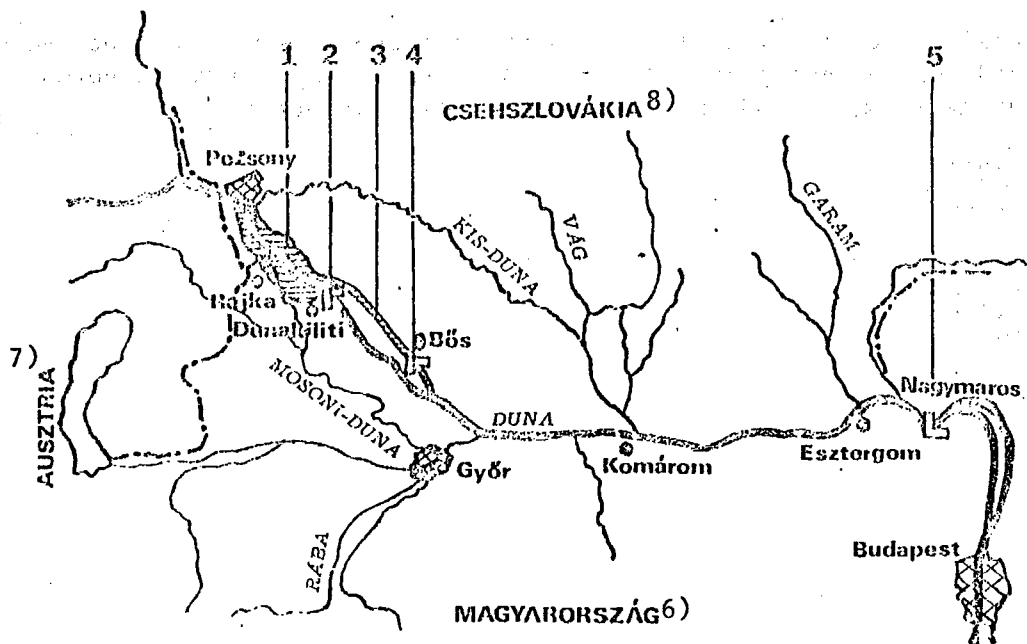 1 2 3 4 5
CSEHSZLOVÁKIA 8)
Pozsony
GARAM
VÁG
KIS-DUNA
Rajka
Dunakiliti
Bős
7)
AUSZTRIA
MOSONI-DUNA
DUNA
Nagymaros
Győr
Komárom
Esztergom
RÁBA
Budapest
MAGYARORSZÁG 6)